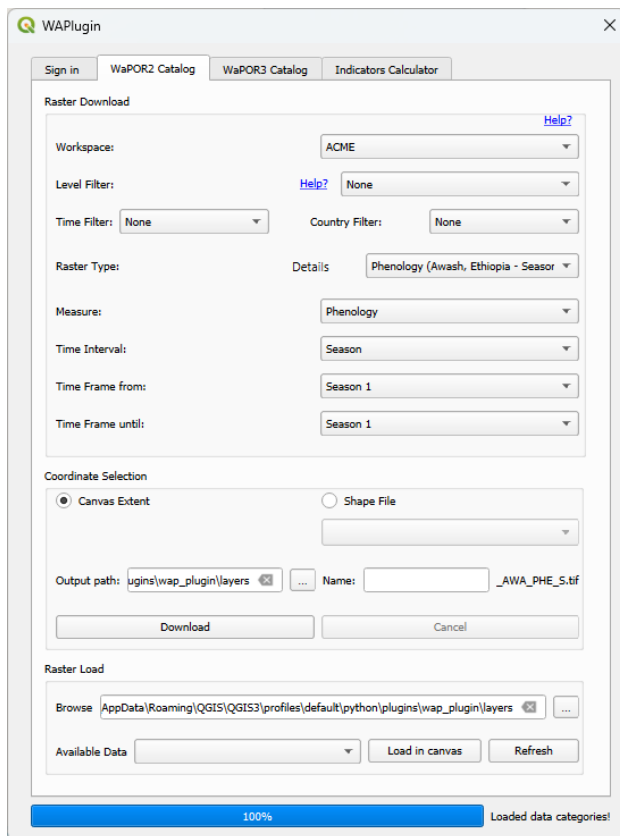 WAPlugin
Sign in WaPOR2 Catalog WaPOR3 Catalog Indicators Calculator
Raster Download
Help?
Workspace: ACME
Level Filter: Help? None
Time Filter: None Country Filter: None
Raster Type: Details Phenology (Awash, Ethiopia - Seasor
Measure: Phenology
Time Interval: Season
Time Frame from: Season 1
Time Frame until: Season 1
Coordinate Selection
Canvas Extent Shape File
Output path: ugins\wap_plugin\layers ... Name: _AWA_PHE_S.tif
Download Cancel
Raster Load
Browse AppData\Roaming\QGIS\QGIS3\profiles\default\python\plugins\wap_plugin\layers ...
Available Data Load in canvas Refresh
100% Loaded data categories!